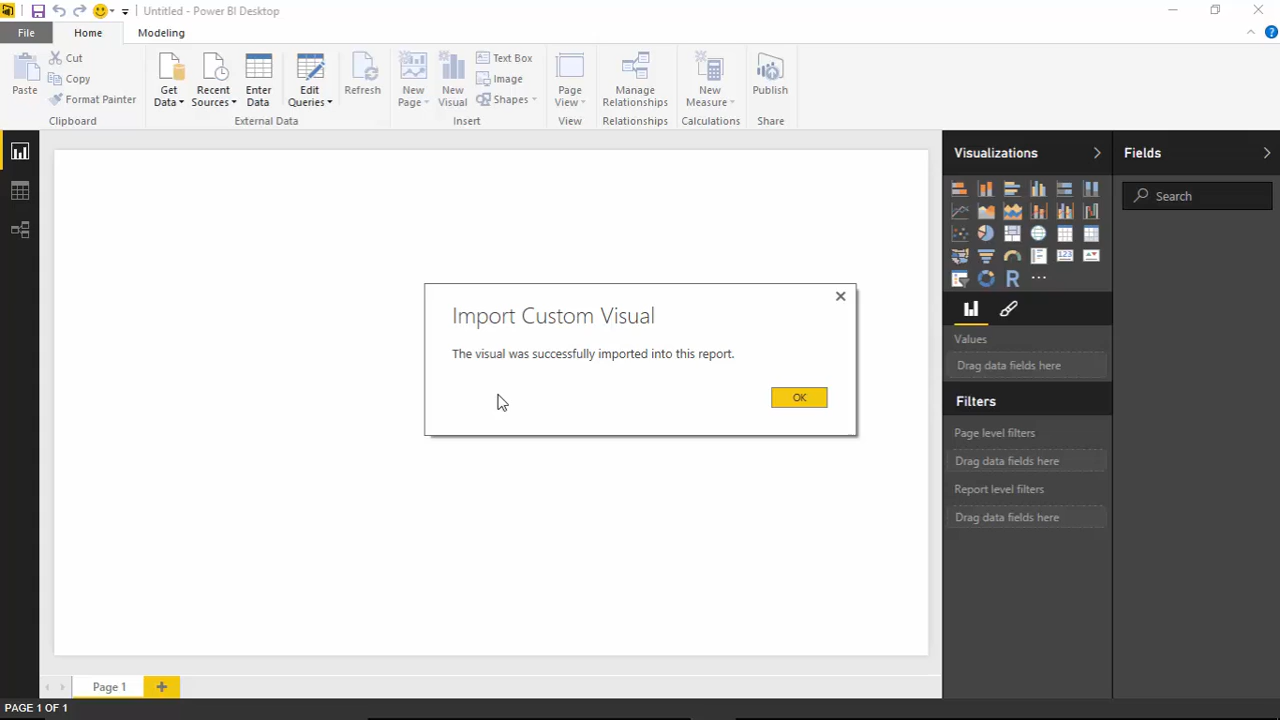 Untitled - Power BI Desktop
File
Home
Modeling
Paste
Cut
Copy
Format Painter
Clipboard
Get
Data
Recent
Sources
Enter
Data
External Data
Edit
Queries
Refresh
New
Page
New
Visual
Text Box
Image
Shapes
Insert
Page
View
View
Manage
Relationships
Relationships
New
Measure
Calculations
Publish
Share
Visualizations
Fields
Search
R
123
Values
Drag data fields here
Filters
Page level filters
Drag data fields here
Report level filters
Drag data fields here
Import Custom Visual
The visual was successfully imported into this report.
OK
Page 1
PAGE 1 OF 1